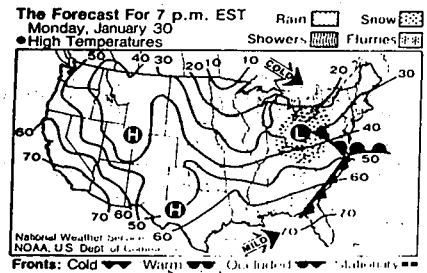 The Forecast For 7 p.m. EST
Monday, January 30
High Temperatures
Rain
Snow
Showers
Flurries
50 40 30 20 10 10 COLD 20 30
60
70
H
H
L
40
50
60
70
70
70 60 50
60
MILD
National Weather Service
NOAA, U.S. Dept. of
Fronts: Cold Warm Occluded Stationary